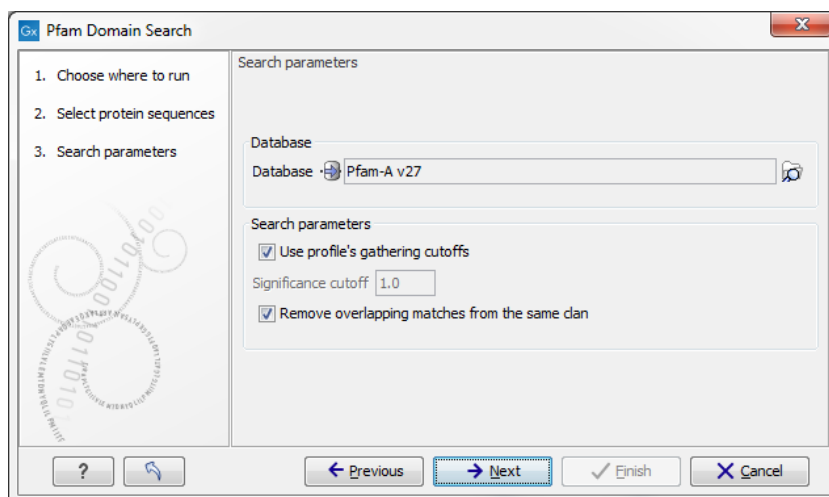 Gx Pfam Domain Search
X
1. Choose where to run
2. Select protein sequences
3. Search parameters
Search parameters
Database
Database Pfam-A v27
Search parameters
Use profile's gathering cutoffs
Significance cutoff 1.0
Remove overlapping matches from the same clan
? Previous Next Finish Cancel